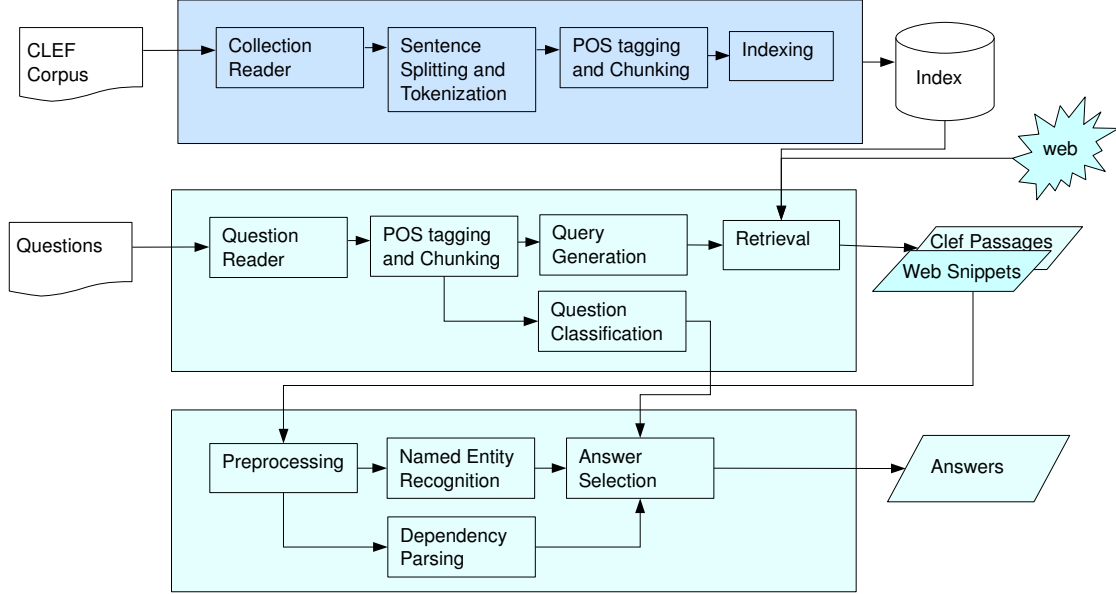 CLEF
Corpus
Collection
Reader
Sentence
Splitting and
Tokenization
POS tagging
and Chunking
Indexing
Index
web
Questions
Question
Reader
POS tagging
and Chunking
Query
Generation
Retrieval
Clef Passages
Web Snippets
Question
Classification
Preprocessing
Named Entity
Recognition
Answer
Selection
Answers
Dependency
Parsing